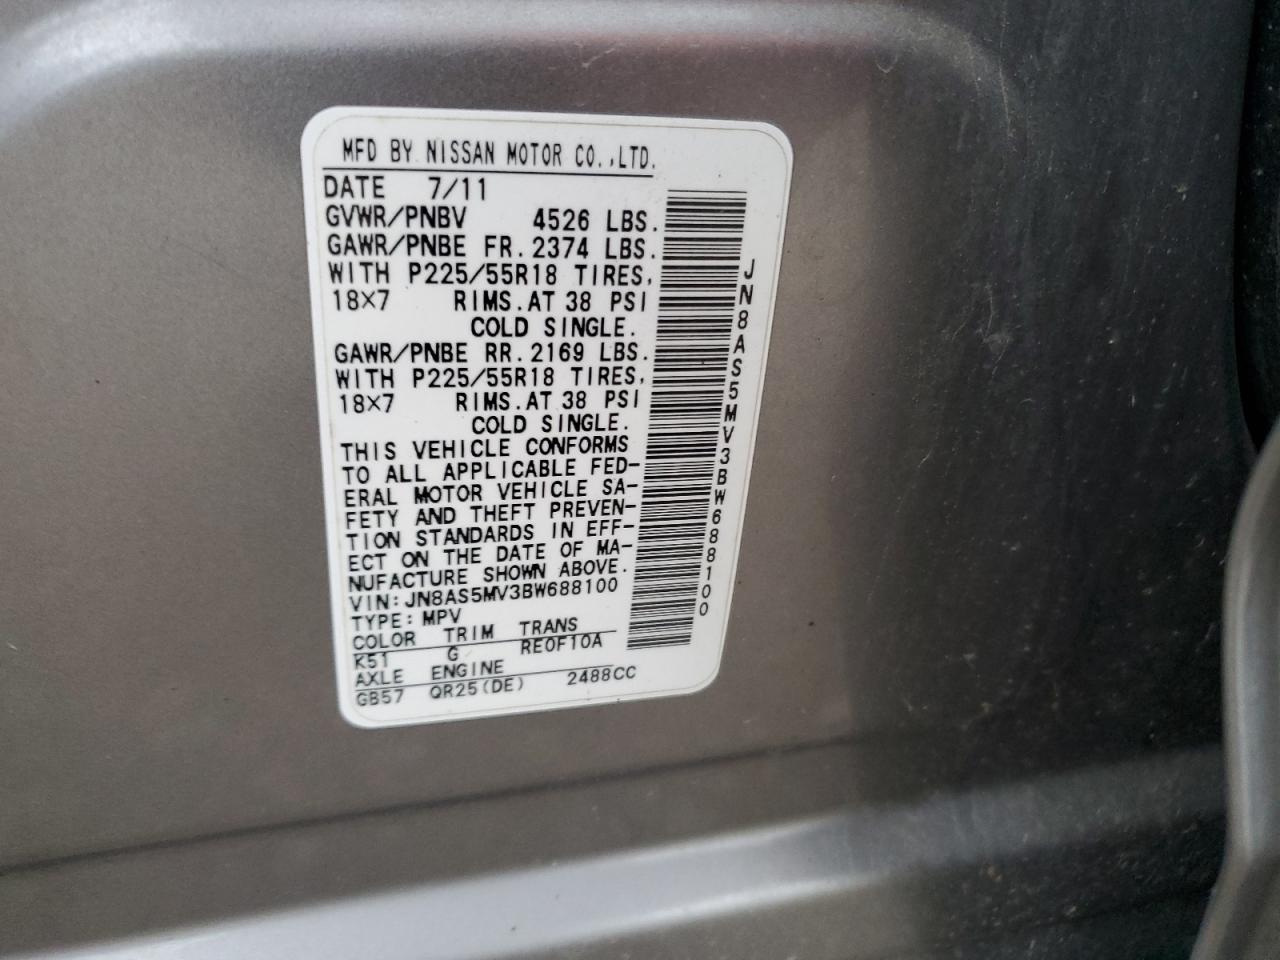 MFD BY NISSAN MOTOR CO.,LTD.
DATE 7/11
GVWR/PNBV 4526 LBS.
GAWR/PNBE FR. 2374 LBS.
WITH P225/55R18 TIRES,
18×7 RIMS. AT 38 PSI
COLD SINGLE.
GAWR/PNBE RR. 2169 LBS.
WITH P225/55R18 TIRES,
18×7 RIMS. AT 38 PSI
COLD SINGLE.
THIS VEHICLE CONFORMS
TO ALL APPLICABLE FED-
ERAL MOTOR VEHICLE SA-
FETY AND THEFT PREVEN-
TION STANDARDS IN EFF-
ECT ON THE DATE OF MA-
NUFACTURE SHOWN ABOVE.
VIN: JN8AS5MV3BW688100
TYPE: MPV
COLOR TRIM TRANS
K51 G RE0F10A
AXLE ENGINE
GB57 QR25(DE) 2488CC
JN8AS5MV3BW688100